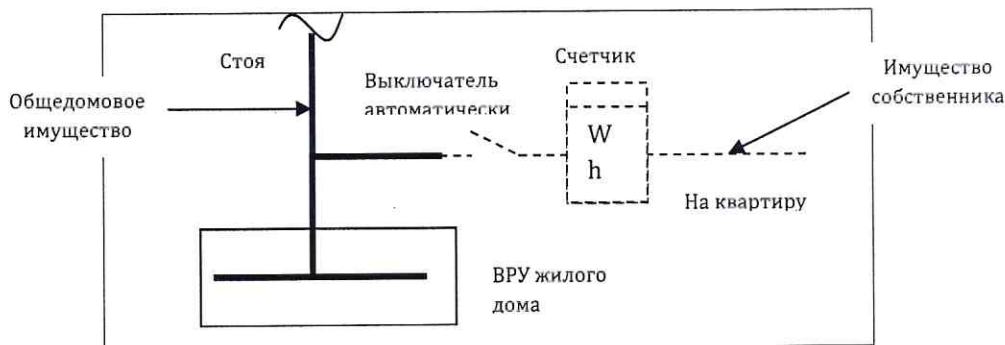 Стоя
Общедомовое
имущество
Выключатель
автоматически
Счетчик
W
h
Имущество
собственника
На квартиру
ВРУ жилого
дома